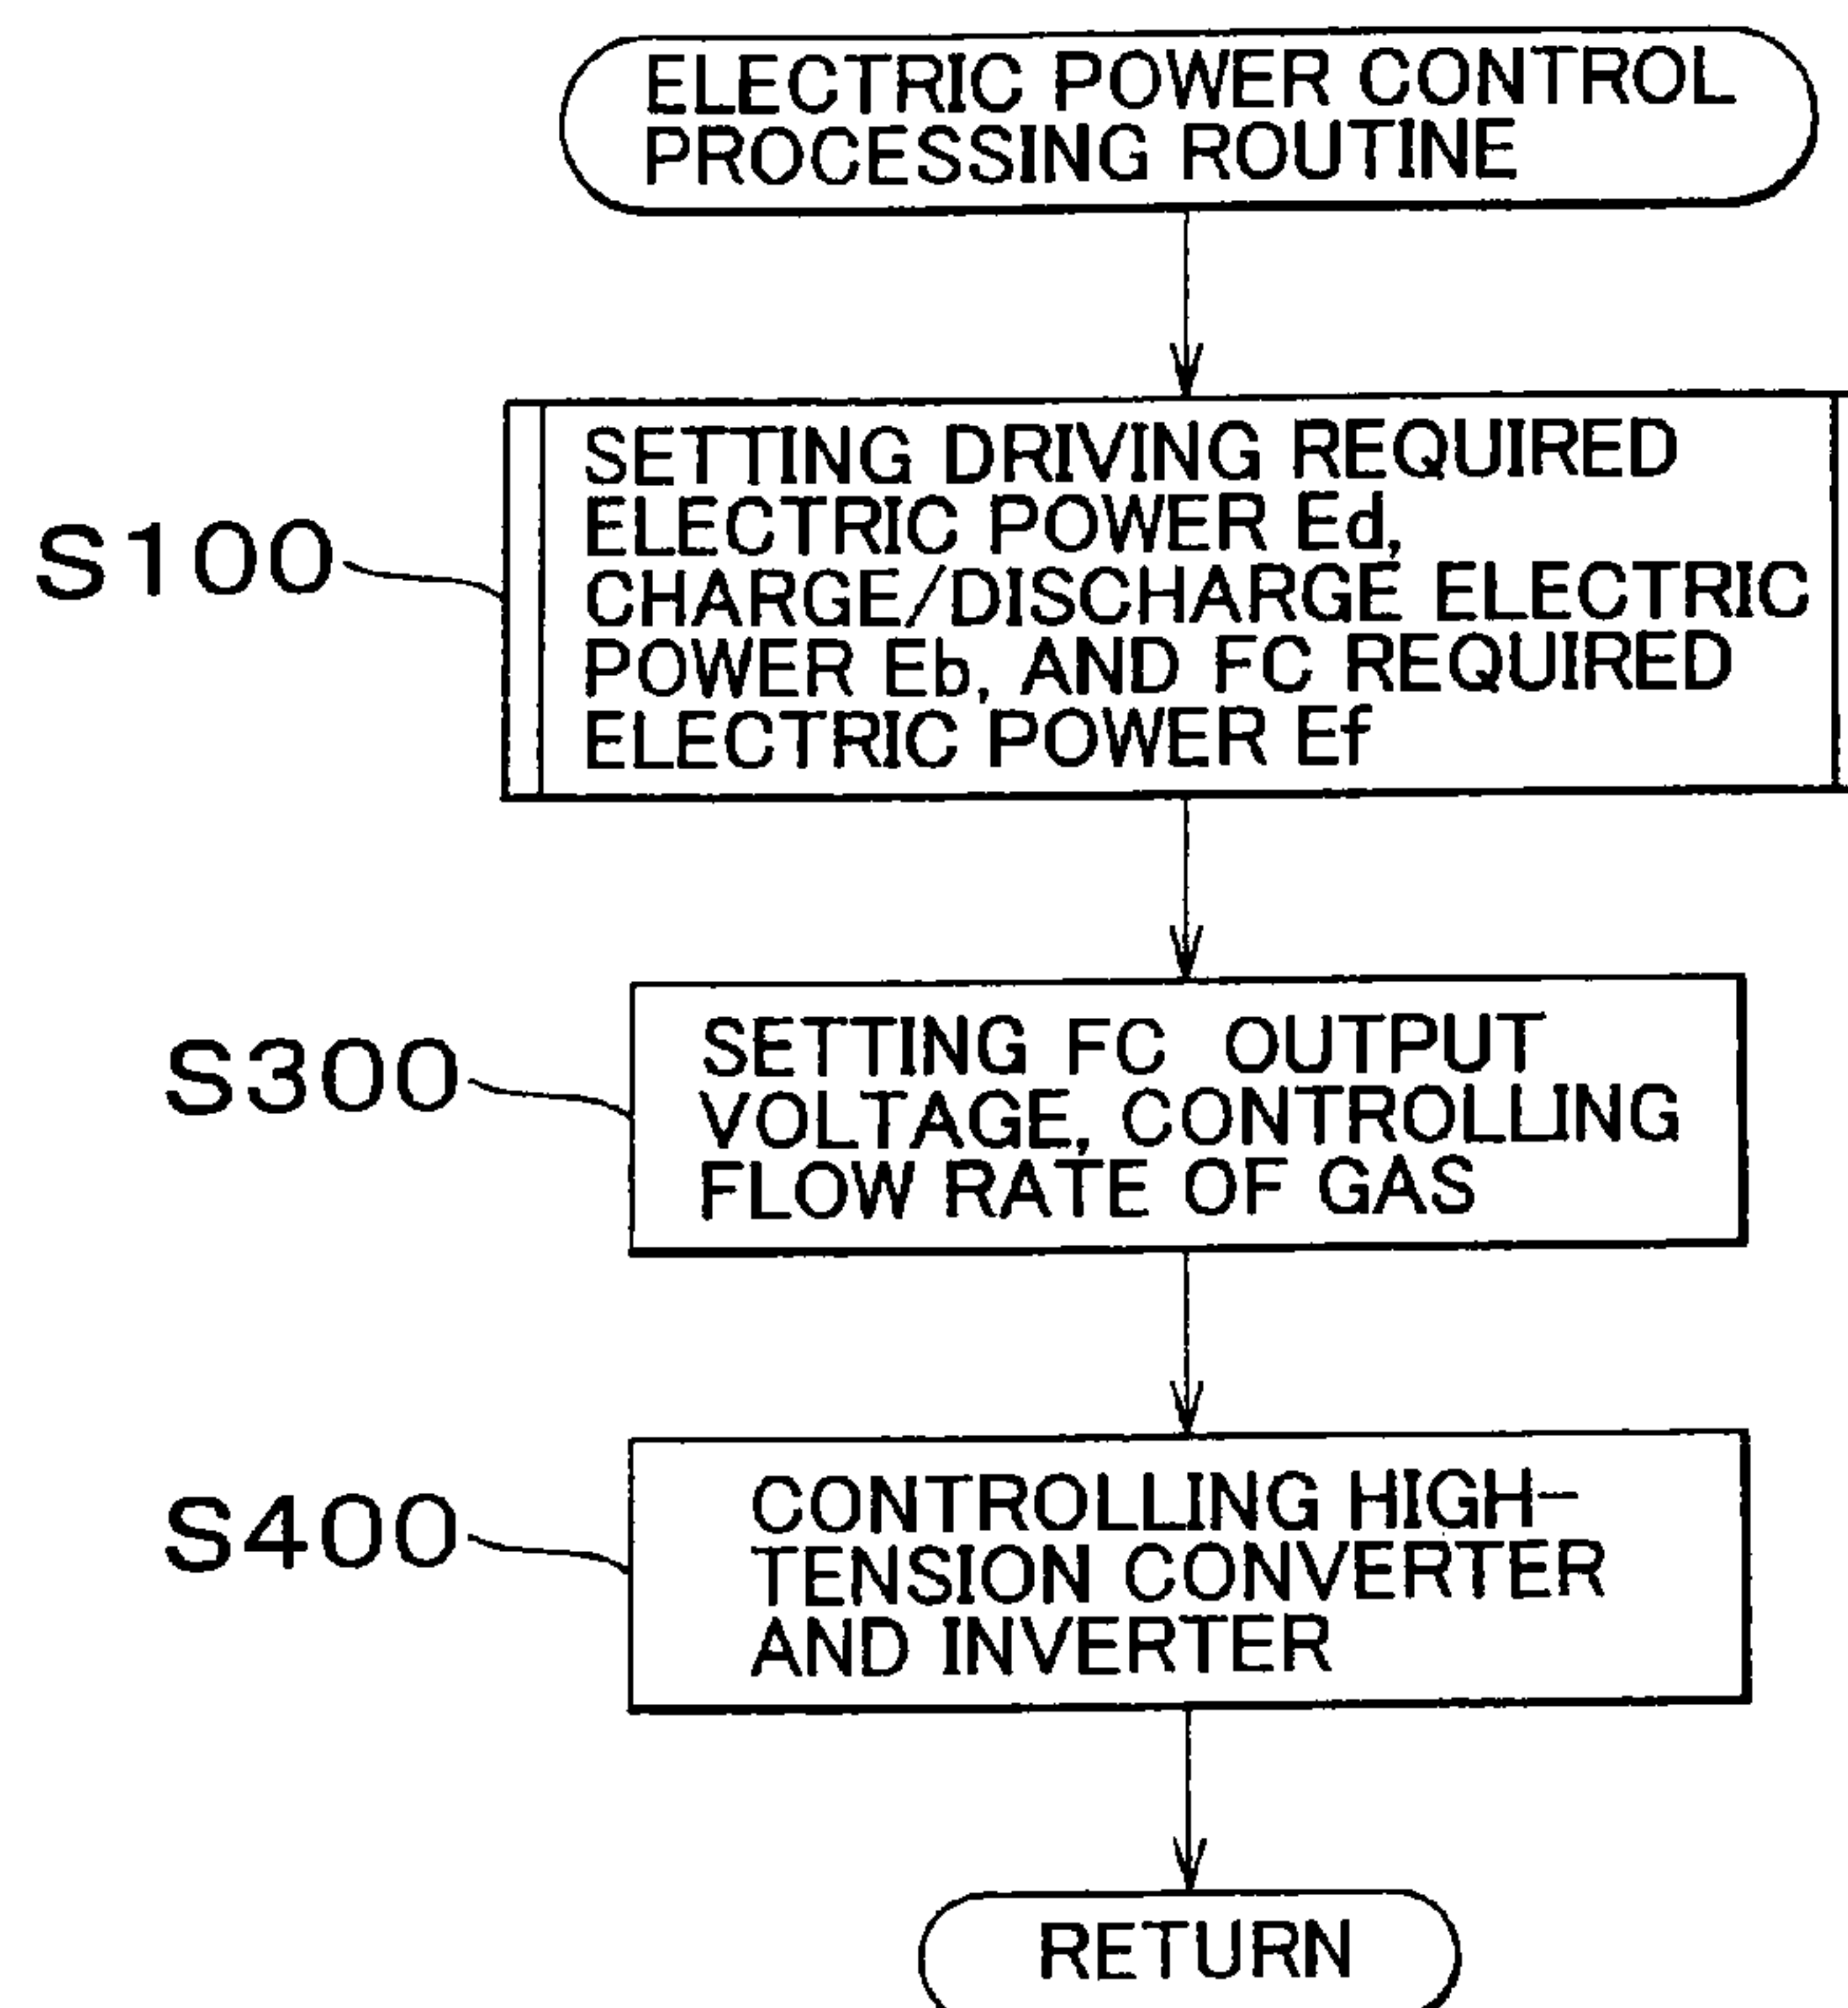 ELECTRIC POWER CONTROL
PROCESSING ROUTINE
S100
SETTING DRIVING REQUIRED
ELECTRIC POWER Ed,
CHARGE/DISCHARGE ELECTRIC
POWER Eb, AND FC REQUIRED
ELECTRIC POWER Ef
S300
SETTING FC OUTPUT
VOLTAGE, CONTROLLING
FLOW RATE OF GAS
S400
CONTROLLING HIGH-
TENSION CONVERTER
AND INVERTER
RETURN